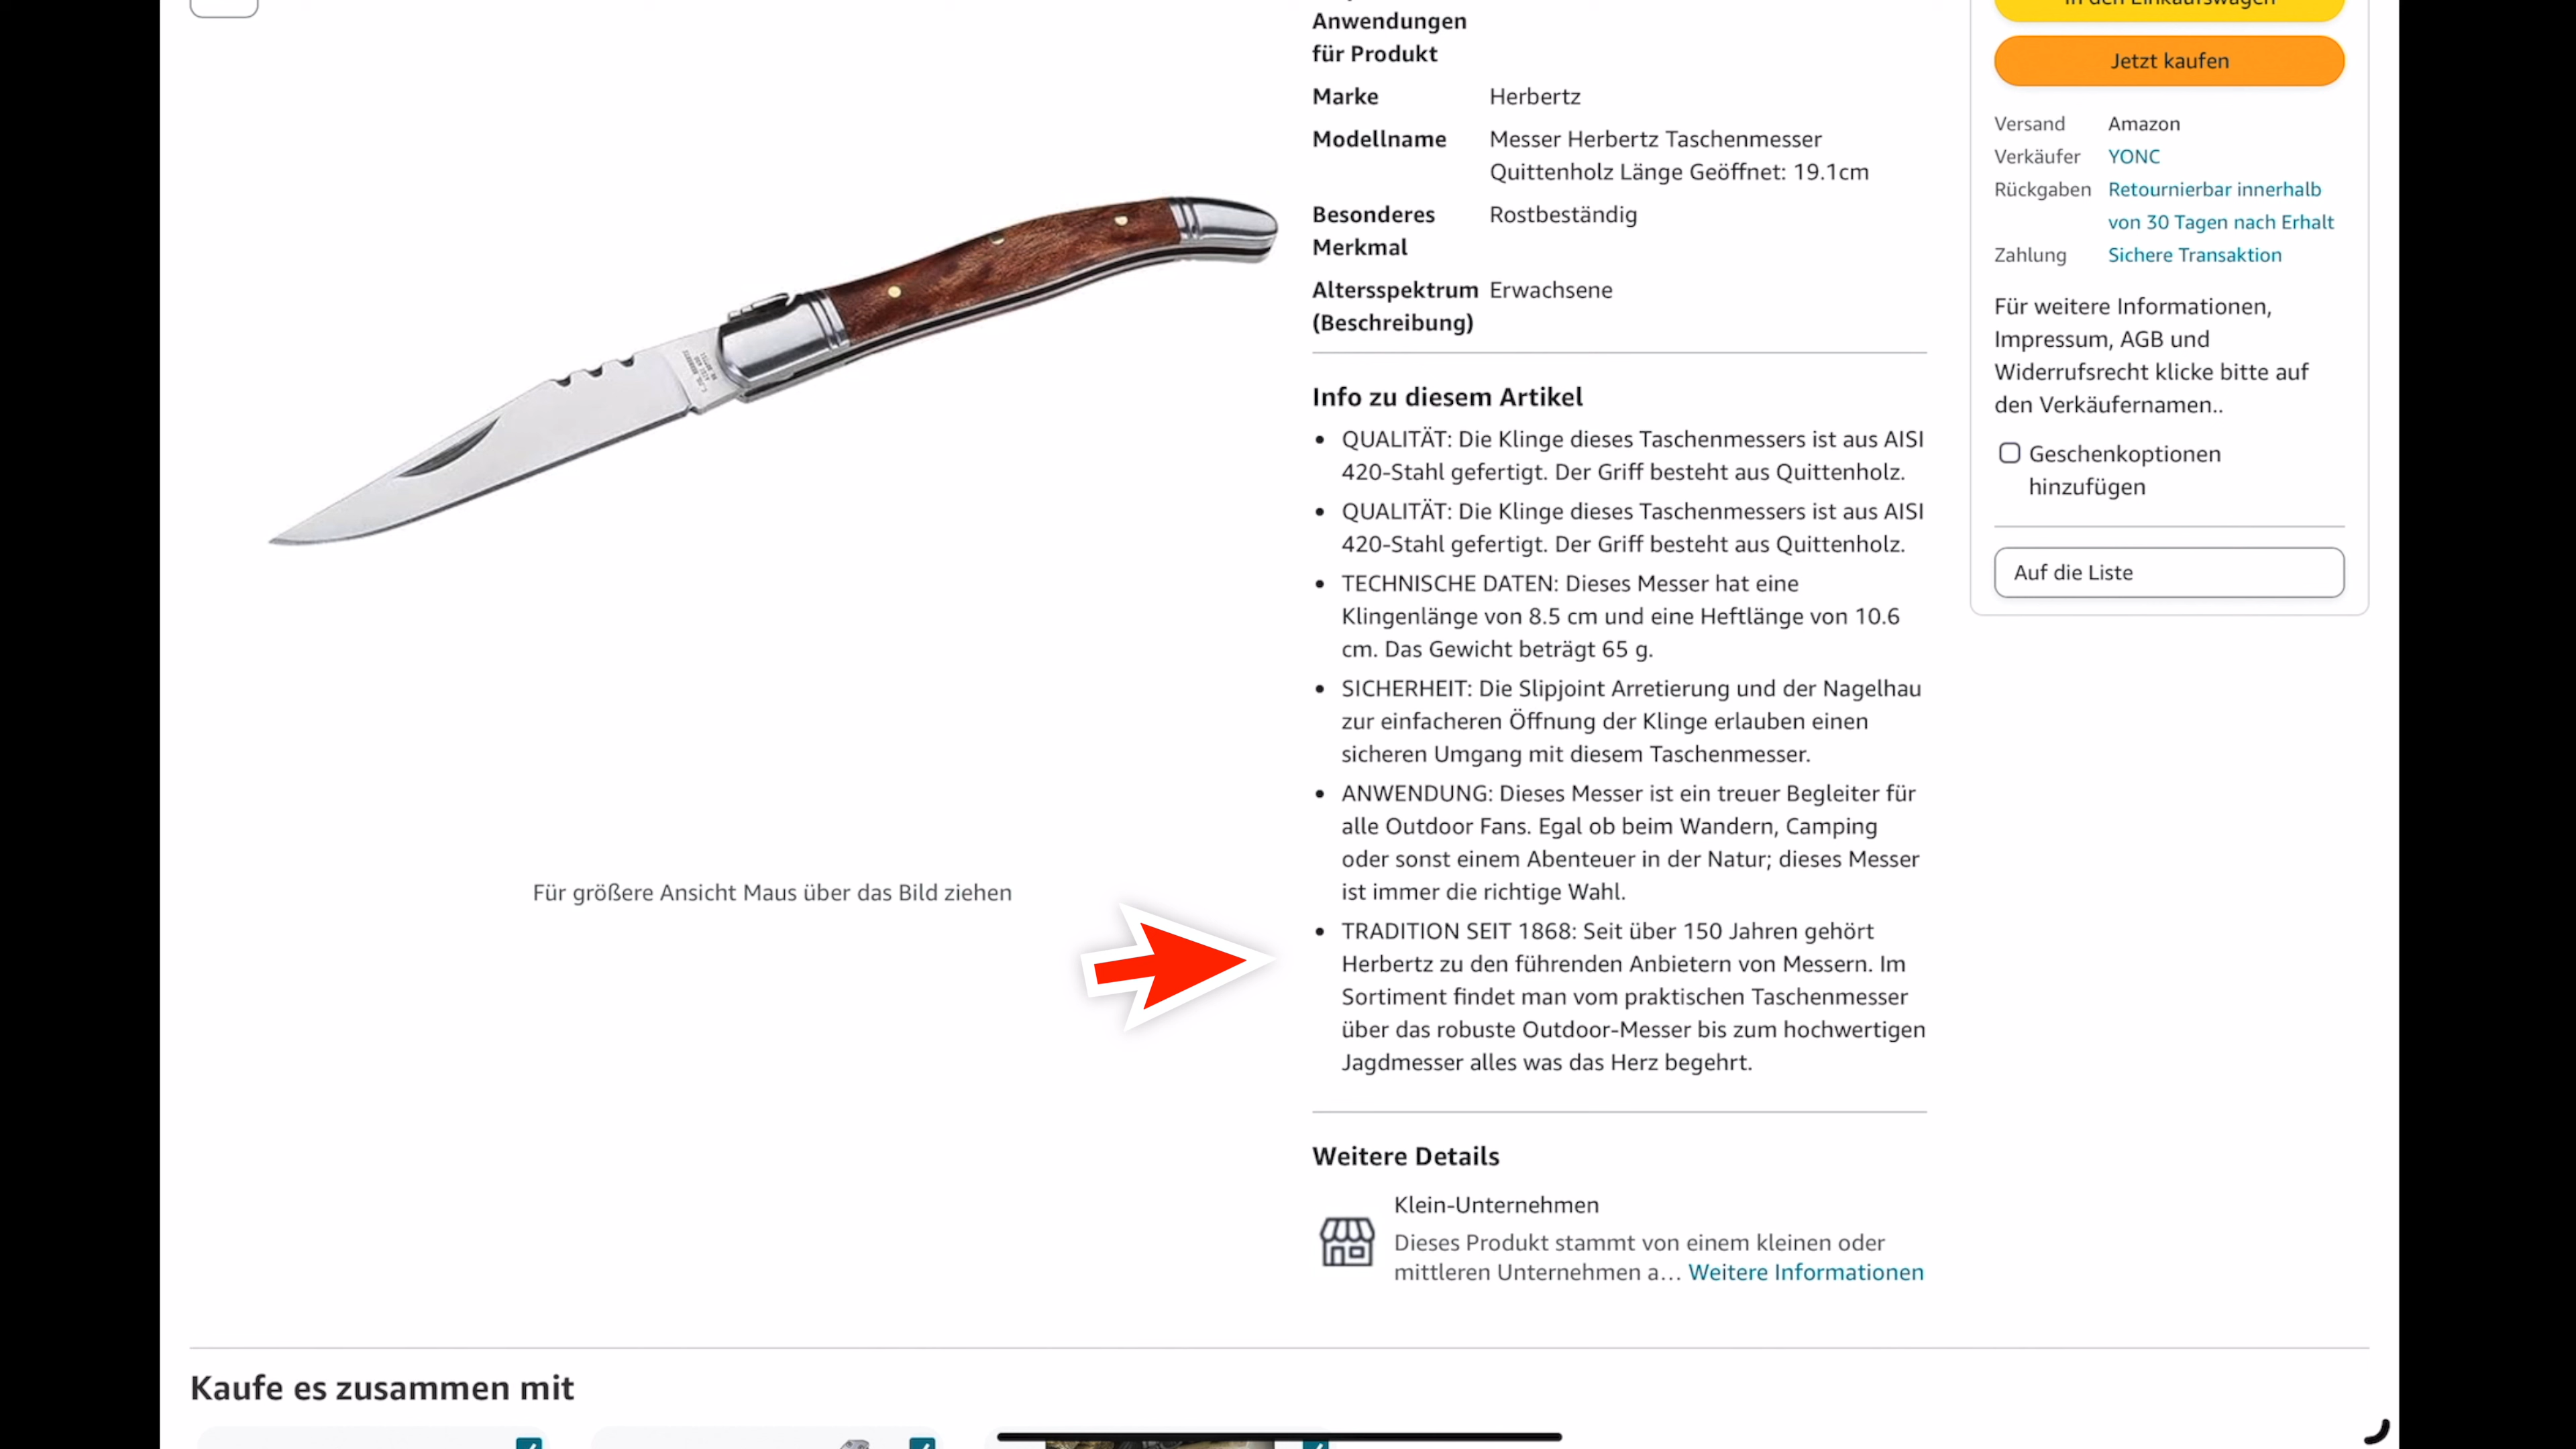 Anwendungen
für Produkt
Marke Herbertz
Modellname Messer Herbertz Taschenmesser
Quittenholz Länge Geöffnet: 19.1cm
Besonderes Rostbeständig
Merkmal
Altersspektrum Erwachsene
(Beschreibung)
Info zu diesem Artikel
• QUALITÄT: Die Klinge dieses Taschenmessers ist aus AISI
420-Stahl gefertigt. Der Griff besteht aus Quittenholz.
• QUALITÄT: Die Klinge dieses Taschenmessers ist aus AISI
420-Stahl gefertigt. Der Griff besteht aus Quittenholz.
• TECHNISCHE DATEN: Dieses Messer hat eine
Klingenlänge von 8.5 cm und eine Heftlänge von 10.6
cm. Das Gewicht beträgt 65 g.
• SICHERHEIT: Die Slipjoint Arretierung und der Nagelhau
zur einfacheren Öffnung der Klinge erlauben einen
sicheren Umgang mit diesem Taschenmesser.
• ANWENDUNG: Dieses Messer ist ein treuer Begleiter für
alle Outdoor Fans. Egal ob beim Wandern, Camping
oder sonst einem Abenteuer in der Natur; dieses Messer
ist immer die richtige Wahl.
• TRADITION SEIT 1868: Seit über 150 Jahren gehört
Herbertz zu den führenden Anbietern von Messern. Im
Sortiment findet man vom praktischen Taschenmesser
über das robuste Outdoor-Messer bis zum hochwertigen
Jagdmesser alles was das Herz begehrt.
Weitere Details
Klein-Unternehmen
Dieses Produkt stammt von einem kleinen oder
mittleren Unternehmen a... Weitere Informationen
Für größere Ansicht Maus über das Bild ziehen
In den Einkaufswagen
Jetzt kaufen
Versand Amazon
Verkäufer YONC
Rückgaben Retournierbar innerhalb
von 30 Tagen nach Erhalt
Zahlung Sichere Transaktion
Für weitere Informationen,
Impressum, AGB und
Widerrufsrecht klicke bitte auf
den Verkäufernamen..
Geschenkoptionen
hinzufügen
Auf die Liste
Kaufe es zusammen mit